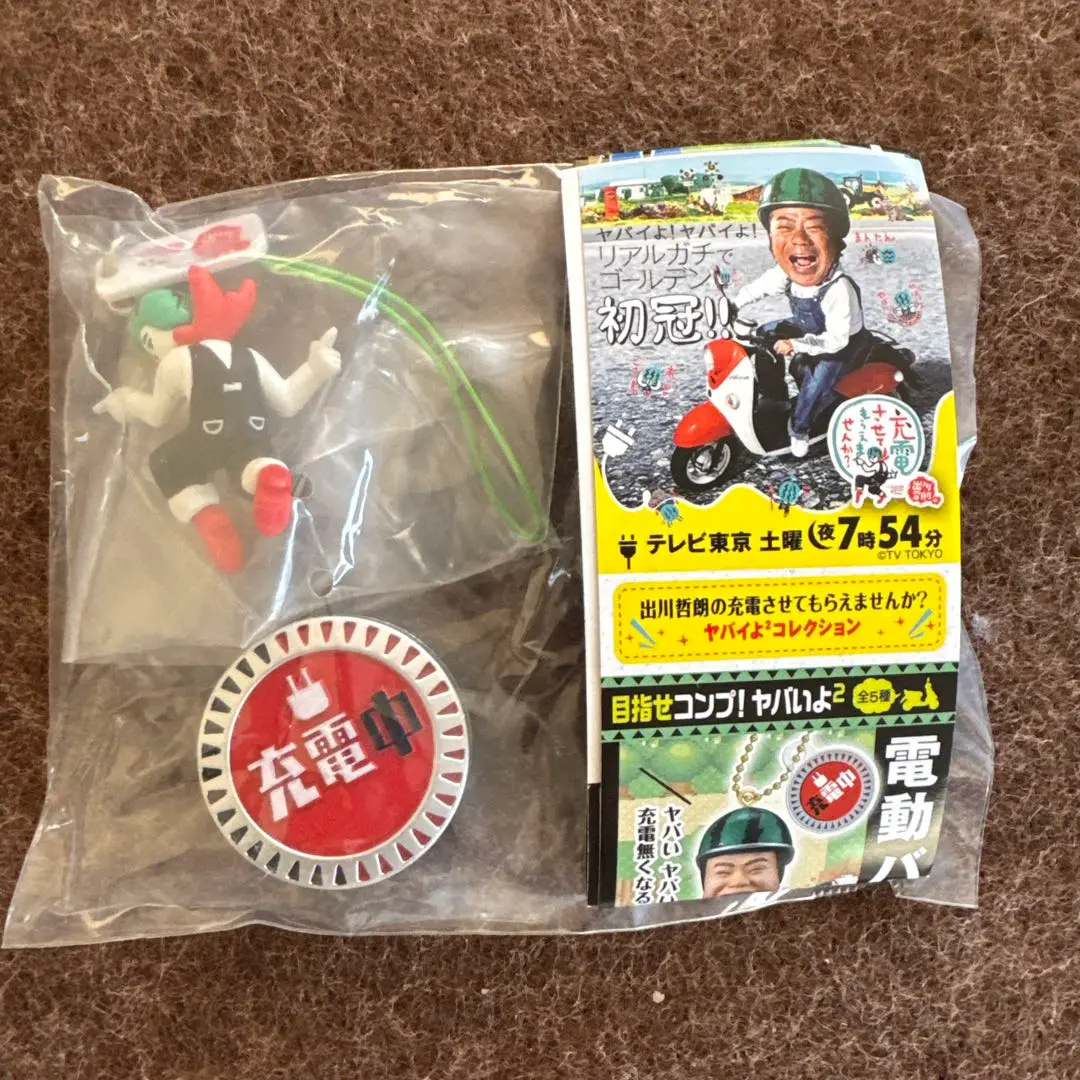 ヤバイよ!ヤバイよ!
リアルガチで
ゴールデン
初冠!!
まんたん
充電
させて
もらえま
せんか?
テレビ東京 土曜 夜7時54分
©TV TOKYO
出川哲朗の充電させてもらえませんか?
ヤバイよ²コレクション
目指せコンプ!ヤバいよ² 全5種
充電中
電動バ
充電中
ヤバい ヤバい
充電無くなる